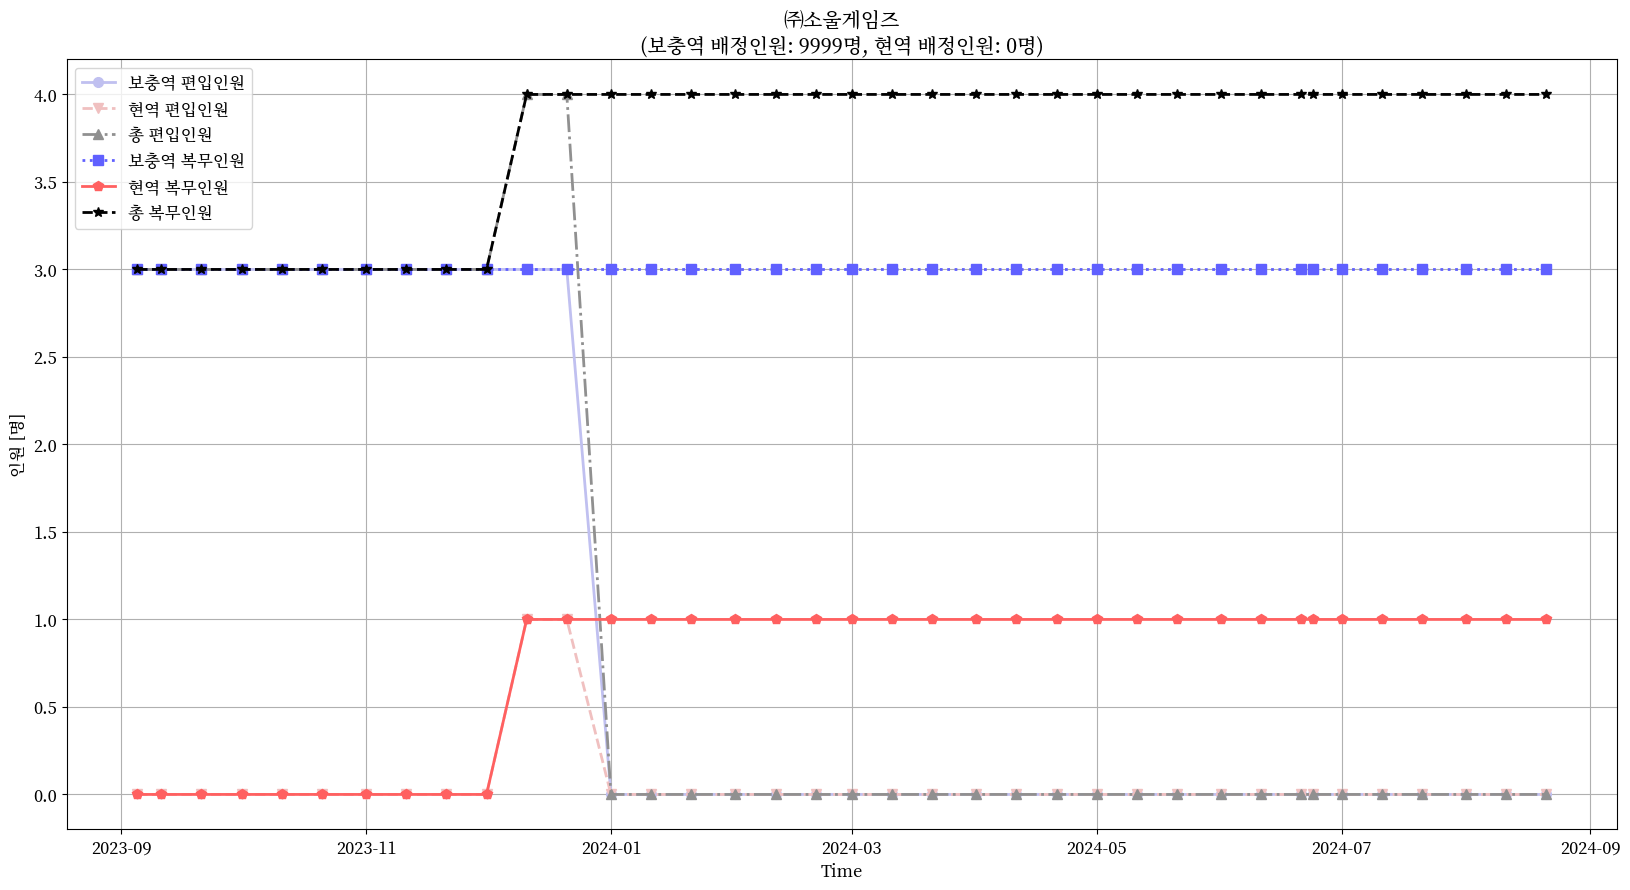 ㈜소울게임즈
(보충역 배정인원: 9999명, 현역 배정인원: 0명)
보충역 편입인원
현역 편입인원
총 편입인원
보충역 복무인원
현역 복무인원
총 복무인원
4.0
3.5
3.0
2.5
2.0
1.5
1.0
0.5
0.0
인원 [명]
2023-09
2023-11
2024-01
2024-03
2024-05
2024-07
2024-09
Time